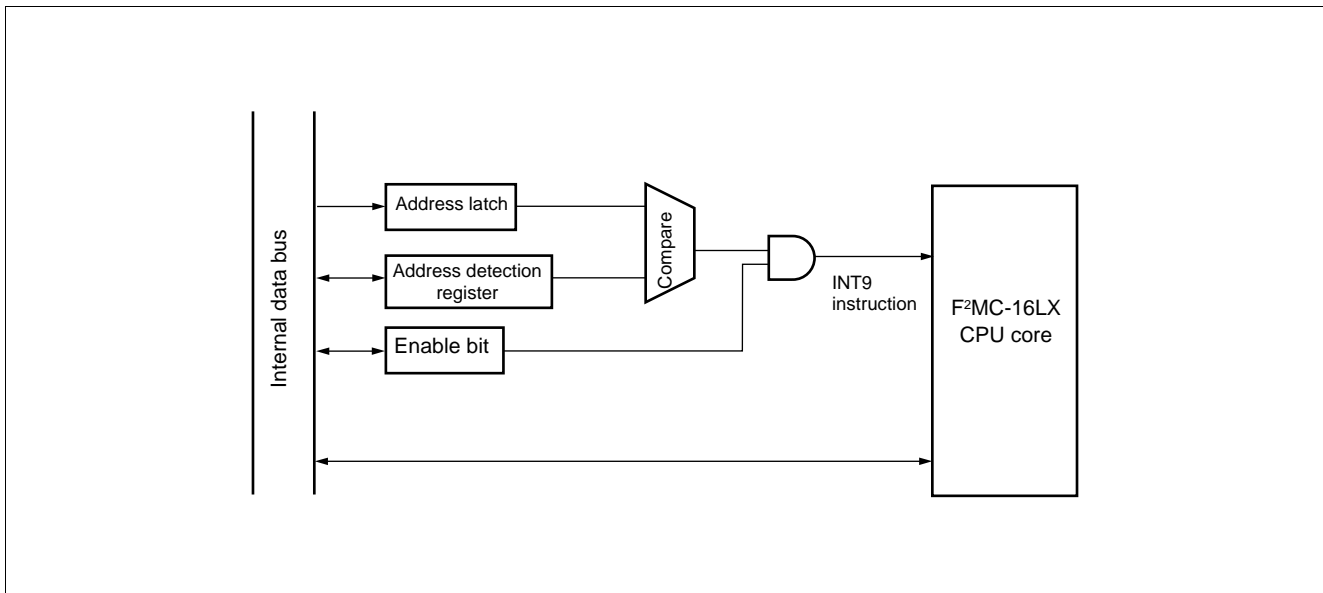 Internal data bus
Address latch
Address detection
register
Enable bit
Compare
INT9
instruction
F²MC-16LX
CPU core